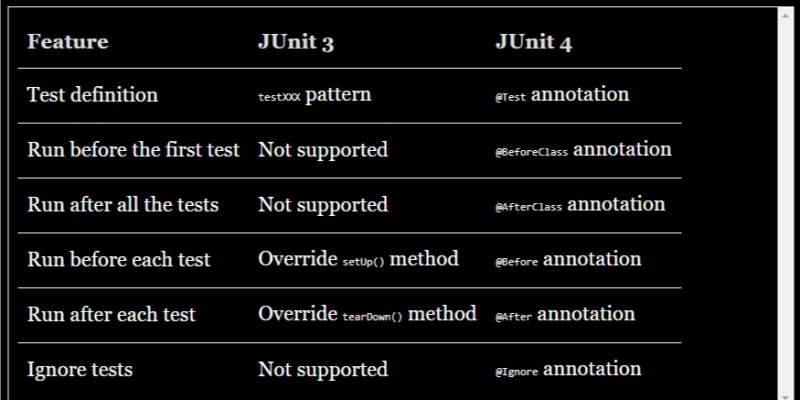 Feature JUnit 3 JUnit 4
Test definition testXXX pattern @Test annotation
Run before the first test Not supported @BeforeClass annotation
Run after all the tests Not supported @AfterClass annotation
Run before each test Override setUp() method @Before annotation
Run after each test Override tearDown() method @After annotation
Ignore tests Not supported @Ignore annotation